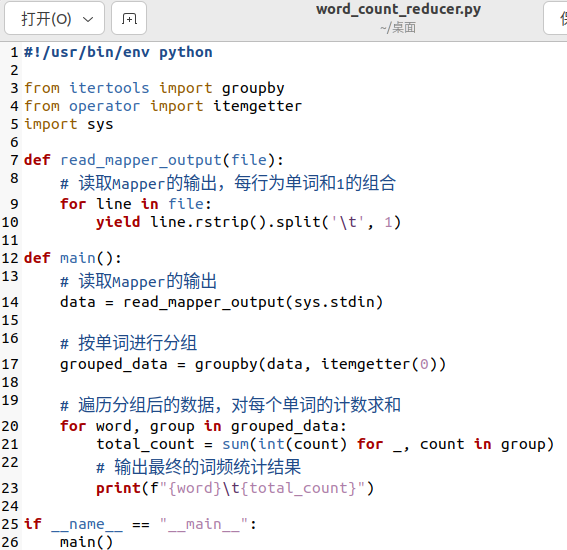 打开(O)
word_count_reducer.py
~/桌面
1 #!/usr/bin/env python
2
3 from itertools import groupby
4 from operator import itemgetter
5 import sys
6
7 def read_mapper_output(file):
8     # 读取Mapper的输出，每行为单词和1的组合
9     for line in file:
10         yield line.rstrip().split('\t', 1)
11
12 def main():
13     # 读取Mapper的输出
14     data = read_mapper_output(sys.stdin)
15
16     # 按单词进行分组
17     grouped_data = groupby(data, itemgetter(0))
18
19     # 遍历分组后的数据，对每个单词的计数求和
20     for word, group in grouped_data:
21         total_count = sum(int(count) for _, count in group)
22         # 输出最终的词频统计结果
23         print(f"{word}\t{total_count}")
24
25 if __name__ == "__main__":
26     main()